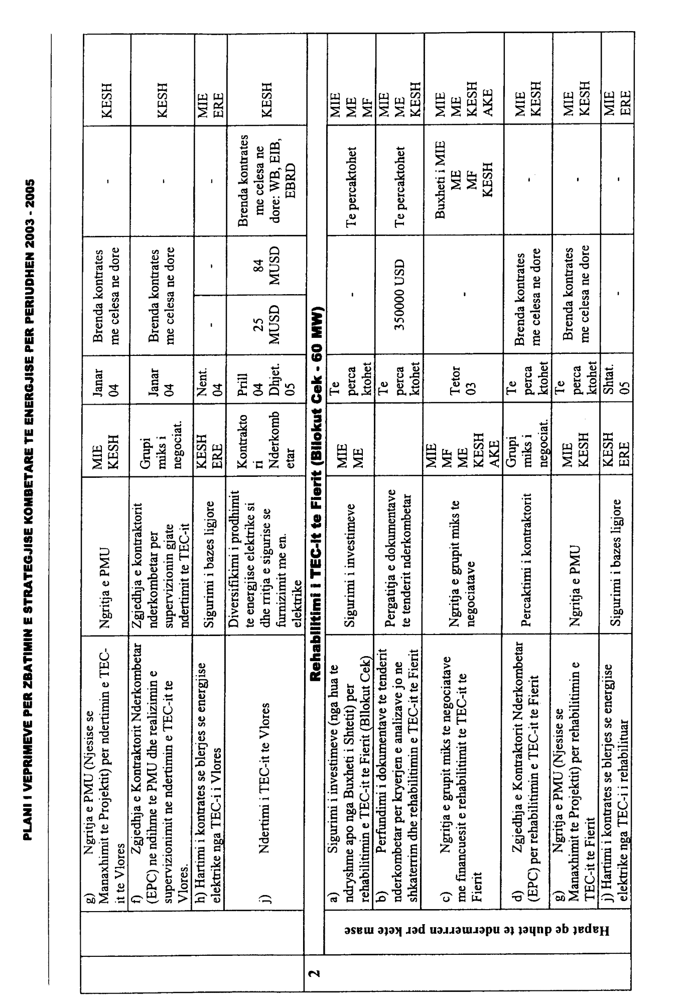 PLANI I VEPRIMEVE PER ZBATIMIN E STRATEGJISE KOMBETARE TE ENERGJISE PER PERIUDHEN 2003 - 2005
g) Ngritja e PMU (Njesise se
Manaxhimit te Projektit) per ndertimin e TEC-
it te Vlores
Ngritja e PMU
MIE
KESH
Janar
04
Brenda kontrates
me celesa ne dore
-
KESH
f) Zgjedhja e Kontraktorit Nderkombetar
(EPC) ne ndihme te PMU dhe realizimin e
supervizionimit ne ndertimin e TEC-it te
Vlores.
Zgjedhja e kontraktorit
nderkombetar per
supervizionin gjate
ndertimit te TEC-it
Grupi
miks i
negociat.
Janar
04
Brenda kontrates
me celesa ne dore
-
KESH
h) Hartimi i kontrates se blerjes se energjise
elektrike nga TEC-i i Vlores
Sigurimi i bazes ligjore
KESH
ERE
Nent.
04
-
-
-
MIE
ERE
j) Ndertimi i TEC-it te Vlores
Diversifikimi i prodhimit
te energjise elektrike si
dhe rritja e sigurise se
furnizimit me en.
elektrike
Kontrakto
ri
Nderkomb
etar
Prill
04
Dhjet.
05
25
MUSD
84
MUSD
Brenda kontrates
me celesa ne
dore: WB, EIB,
EBRD
KESH
2
Rehabilitimi i TEC-it te Fierit (Bllokut Cek - 60 MW)
Hapat qe duhet te ndermerren per kete mase
a) Sigurimi i investimeve (nga hua te
ndryshme apo nga Buxheti i Shtetit) per
rehabilitimin e TEC-it te Fierit (Bllokut Cek)
Sigurimi i investimeve
MIE
ME
Te
perca
ktohet
-
Te percaktohet
MIE
ME
MF
b) Perfundimi i dokumentave te tenderit
nderkombetar per kryerjen e analizave jo ne
shkaterrim dhe rehabilitimin e TEC-it te Fierit
Pergatitja e dokumentave
te tenderit nderkombetar
Te
perca
ktohet
350000 USD
Te percaktohet
MIE
ME
KESH
c) Ngritja e grupit miks te negociatave
me financuesit e rehabilitimit te TEC-it te
Fierit
Ngritja e grupit miks te
negociatave
MIE
MF
ME
KESH
AKE
Tetor
03
-
Buxheti i MIE
ME
MF
KESH
MIE
ME
KESH
AKE
d) Zgjedhja e Kontraktorit Nderkombetar
(EPC) per rehabilitimin e TEC-it te Fierit
Percaktimi i kontraktorit
Grupi
miks i
negociat.
Te
perca
ktohet
Brenda kontrates
me celesa ne dore
-
MIE
KESH
g) Ngritja e PMU (Njesise se
Manaxhimit te Projektit) per rehabilitimin e
TEC-it te Fierit
Ngritja e PMU
MIE
KESH
Te
perca
ktohet
Brenda kontrates
me celesa ne dore
-
MIE
KESH
j) Hartimi i kontrates se blerjes se energjise
elektrike nga TEC-i i rehabilituar
Sigurimi i bazes ligjore
KESH
ERE
Shtat.
05
-
-
MIE
ERE